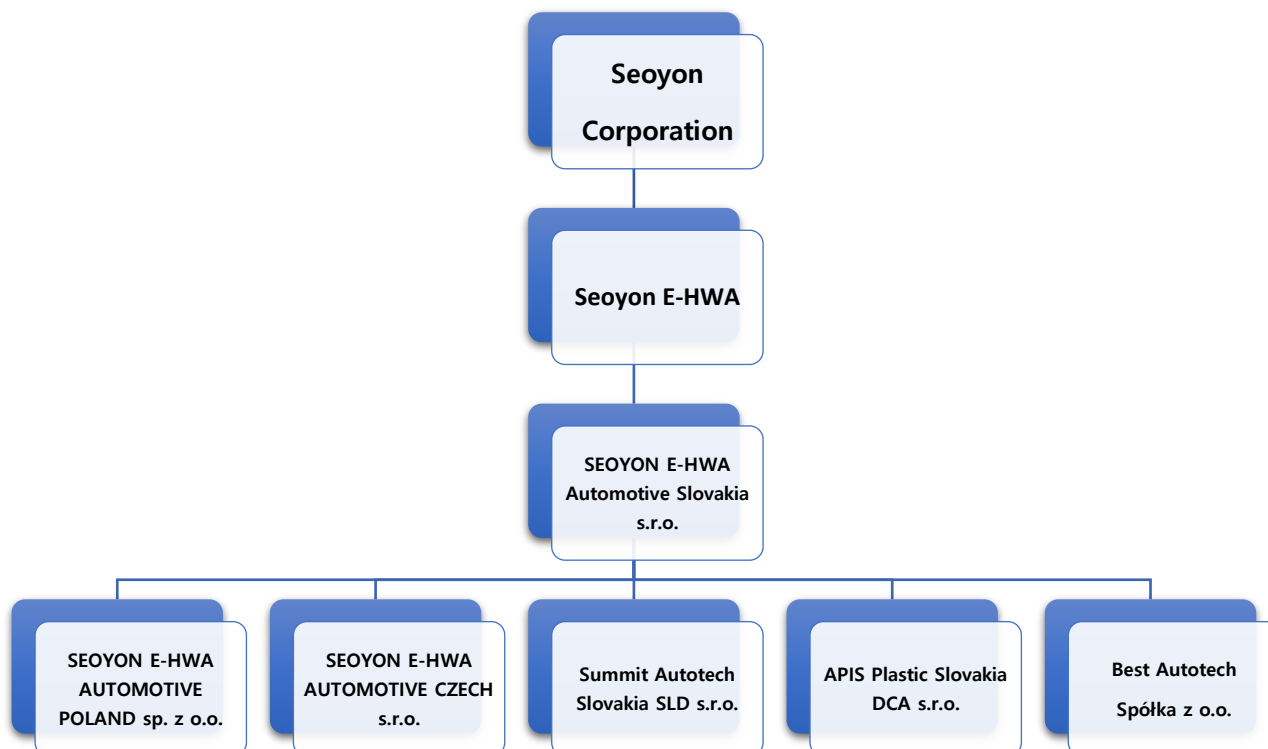 Seoyon
Corporation
Seoyon E-HWA
SEOYON E-HWA
Automotive Slovakia
s.r.o.
SEOYON E-HWA
AUTOMOTIVE
POLAND sp. z o.o.
SEOYON E-HWA
AUTOMOTIVE CZECH
s.r.o.
Summit Autotech
Slovakia SLD s.r.o.
APIS Plastic Slovakia
DCA s.r.o.
Best Autotech
Spółka z o.o.